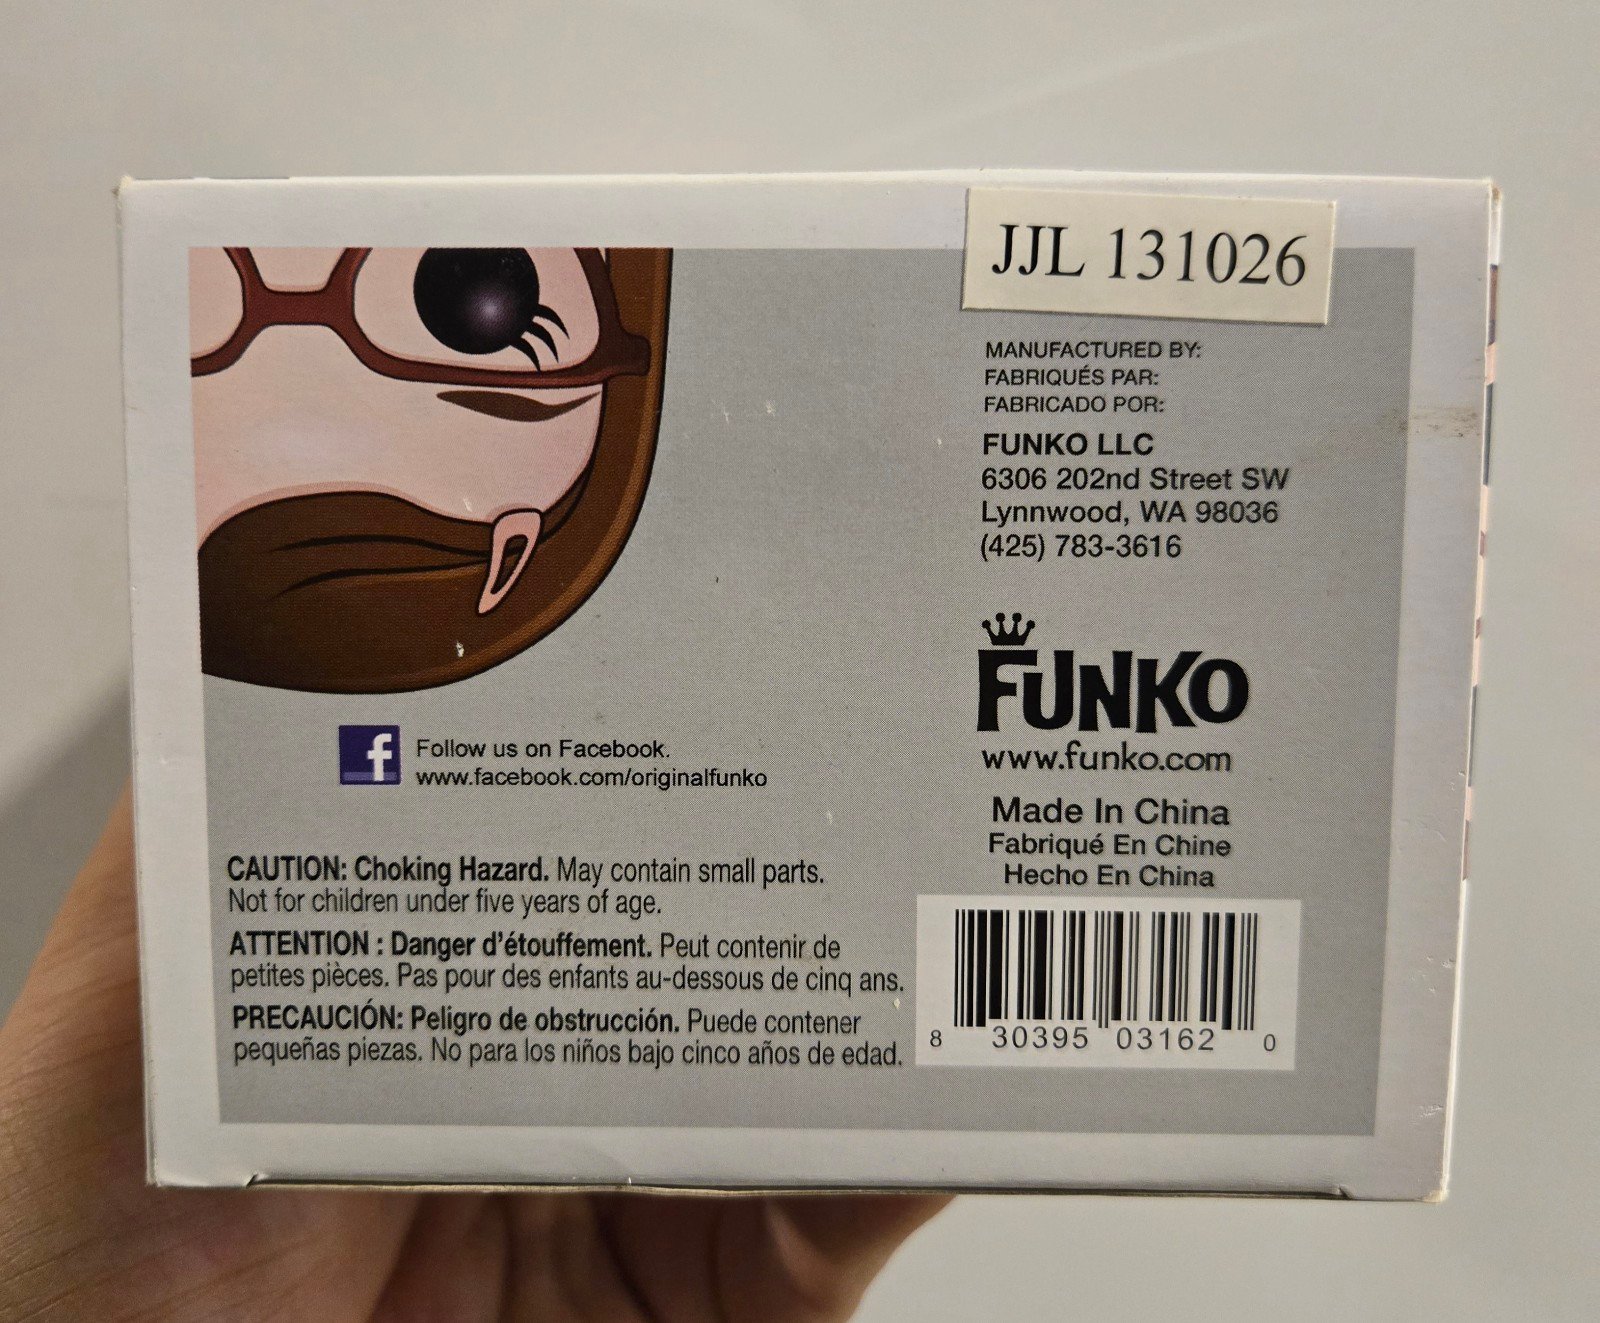 JJL 131026
MANUFACTURED BY:
FABRIQUÉS PAR:
FABRICADO POR:
FUNKO LLC
6306 202nd Street SW
Lynnwood, WA 98036
(425) 783-3616
FUNKO
www.funko.com
Made In China
Fabriqué En Chine
Hecho En China
f
Follow us on Facebook.
www.facebook.com/originalfunko
CAUTION: Choking Hazard. May contain small parts.
Not for children under five years of age.
ATTENTION : Danger d'étouffement. Peut contenir de
petites pièces. Pas pour des enfants au-dessous de cinq ans.
PRECAUCIÓN: Peligro de obstrucción. Puede contener
pequeñas piezas. No para los niños bajo cinco años de edad.
8 30395 03162 0